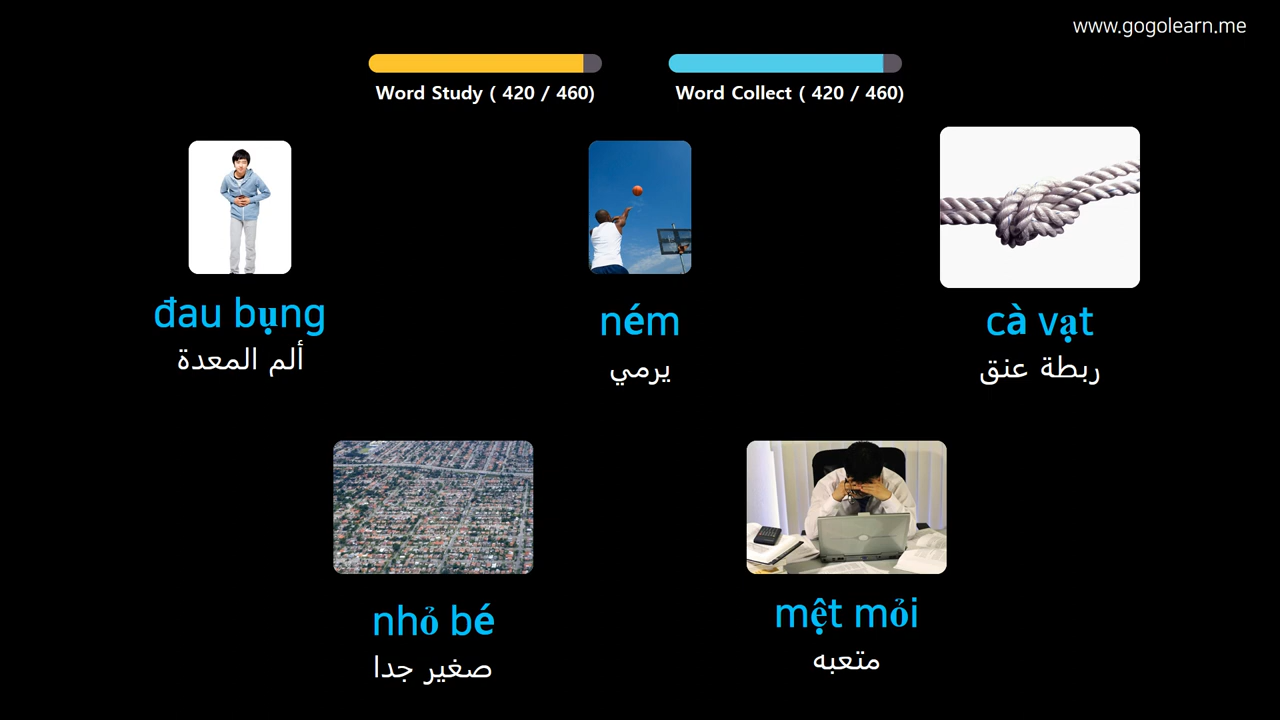 www.gogolearn.me
Word Study ( 420 / 460)
Word Collect ( 420 / 460)
đau bụng
ألم المعدة
ném
يرمي
cà vạt
ربطة عنق
nhỏ bé
صغير جدا
mệt mỏi
متعبه